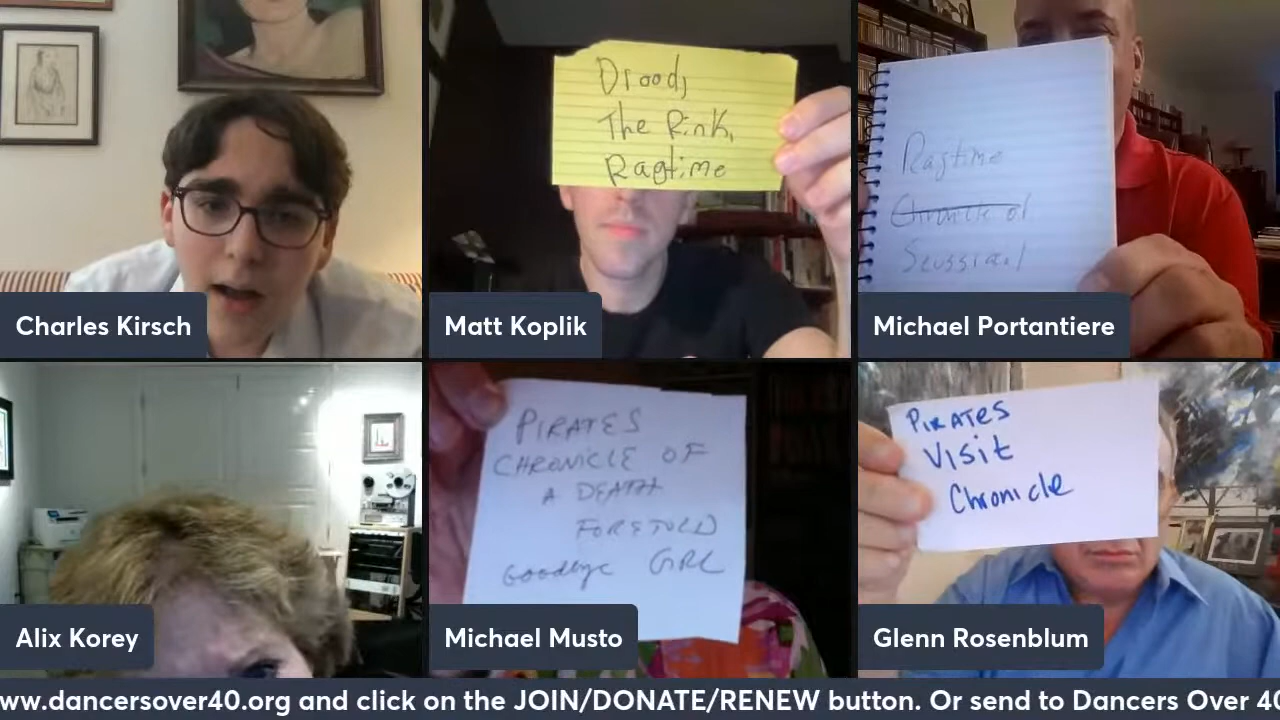 Drood,
The Rink,
Ragtime
Ragtime
Chronicle of
Seussical
Charles Kirsch
Matt Koplik
Michael Portantiere
PIRATES
CHRONICLE OF
A DEATH
FORETOLD
Goodbye GIRL
PIRATES
Visit
Chronicle
Alix Korey
Michael Musto
Glenn Rosenblum
ww.dancersover40.org and click on the JOIN/DONATE/RENEW button. Or send to Dancers Over 40